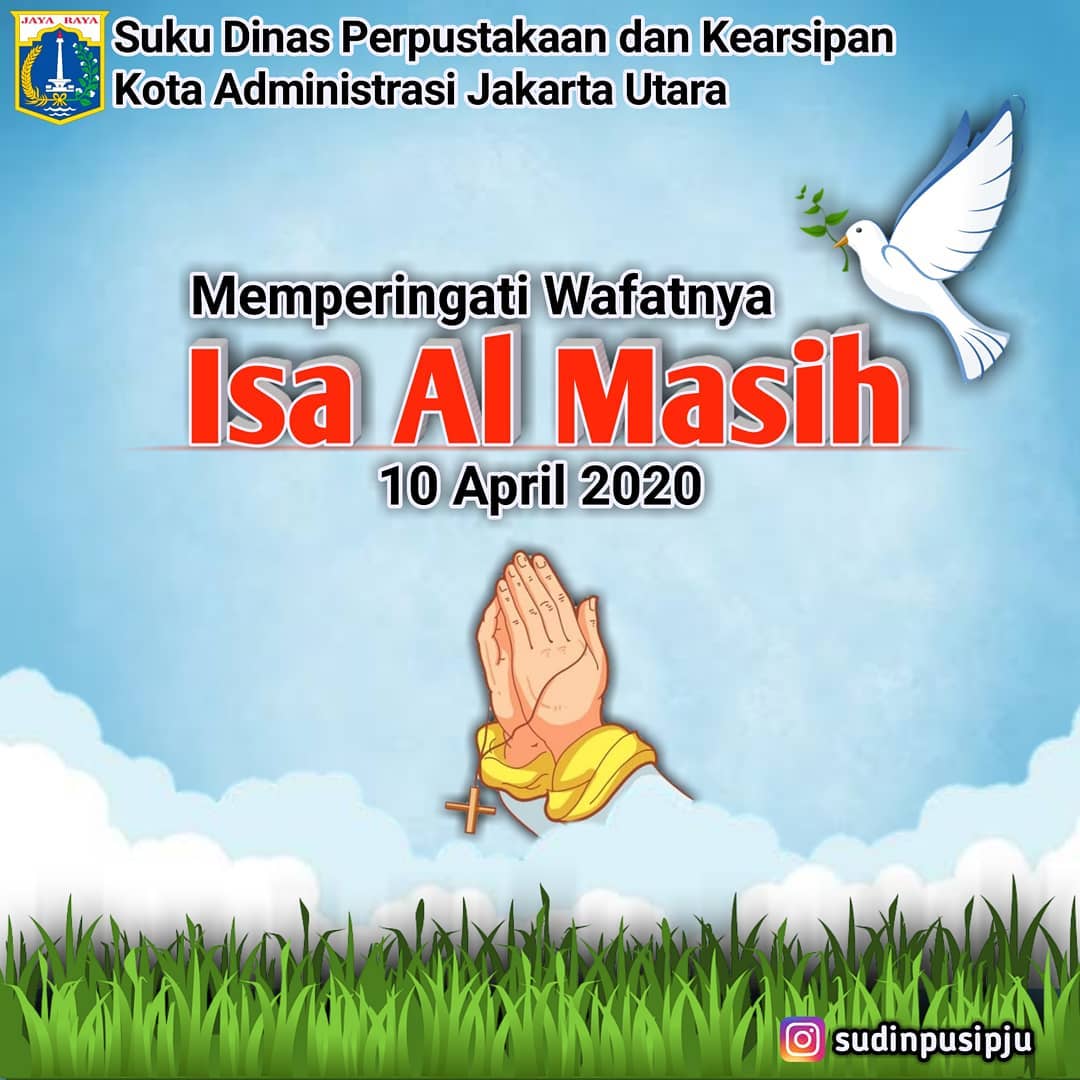 JAYA RAYA
Suku Dinas Perpustakaan dan Kearsipan
Kota Administrasi Jakarta Utara
Memperingati Wafatnya
Isa Al Masih
10 April 2020
sudinpusipju